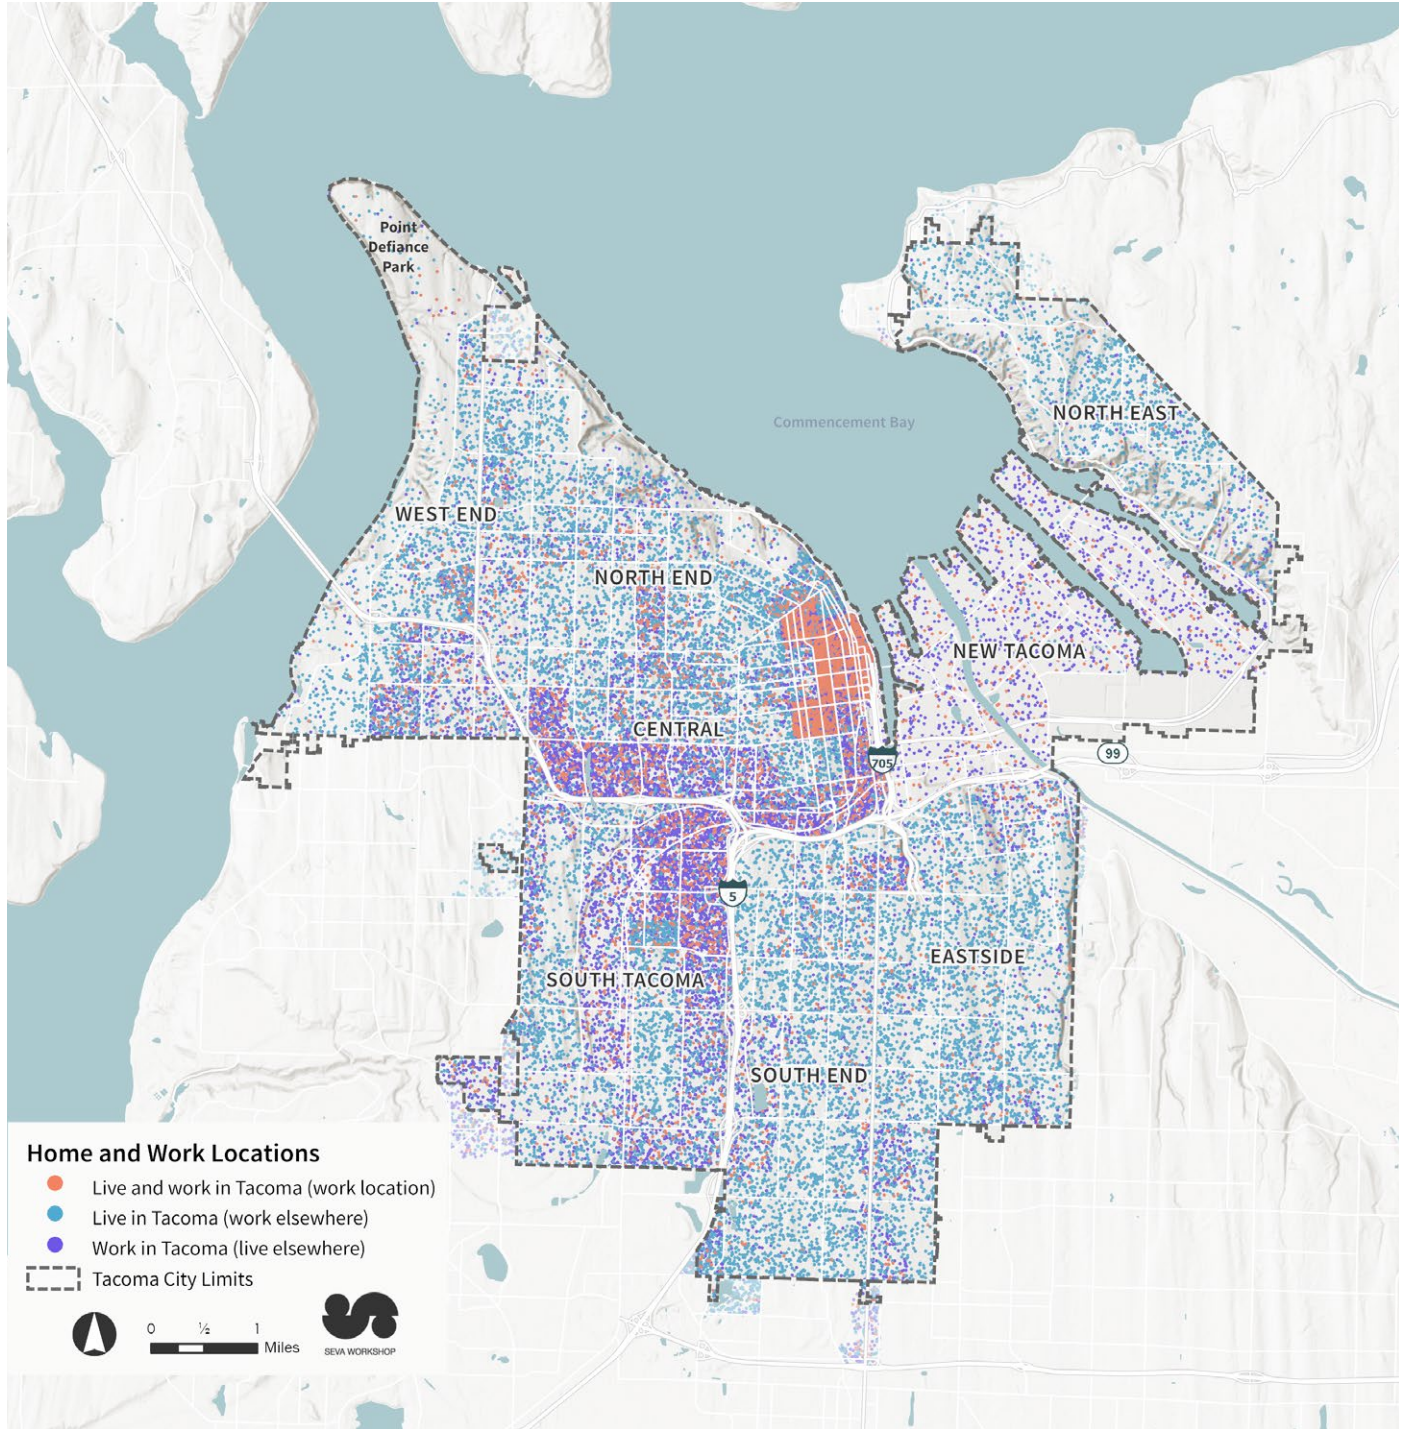 Point
Defiance
Park
NORTH EAST
Commencement Bay
WEST END
NORTH END
NEW TACOMA
CENTRAL
705
99
5
EASTSIDE
SOUTH TACOMA
SOUTH END
Home and Work Locations
Live and work in Tacoma (work location)
Live in Tacoma (work elsewhere)
Work in Tacoma (live elsewhere)
Tacoma City Limits
0 ½ 1
Miles
SEVA WORKSHOP